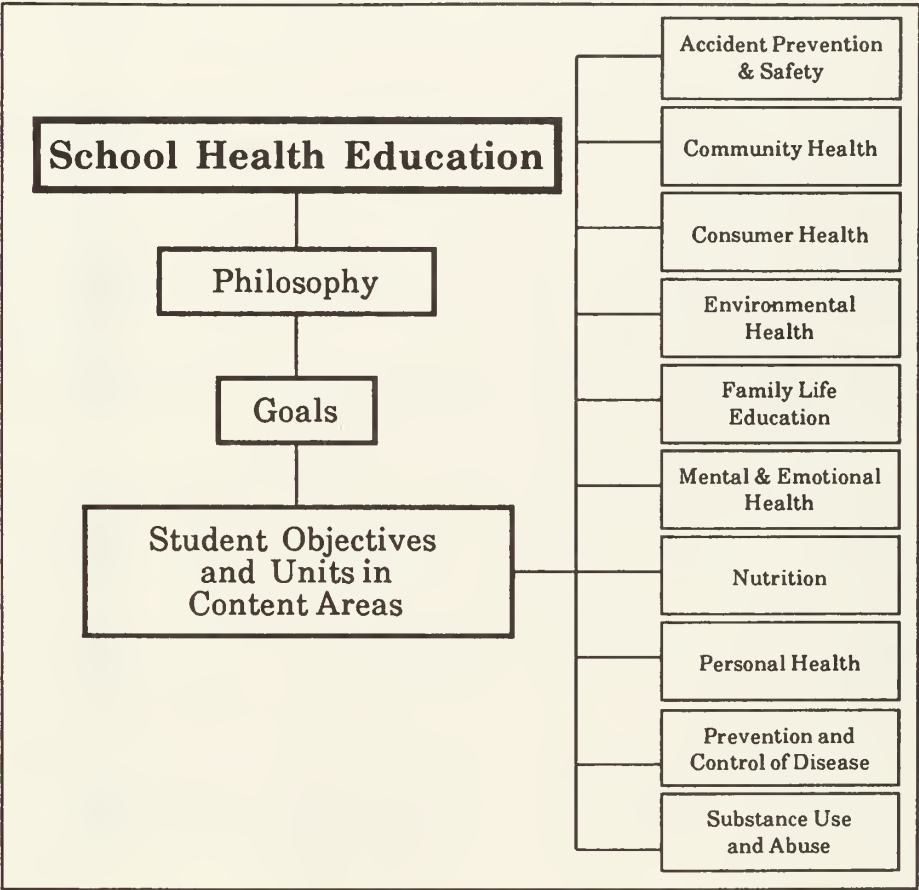 School Health Education
Philosophy
Goals
Student Objectives
and Units in
Content Areas
Accident Prevention
& Safety
Community Health
Consumer Health
Environmental
Health
Family Life
Education
Mental & Emotional
Health
Nutrition
Personal Health
Prevention and
Control of Disease
Substance Use
and Abuse